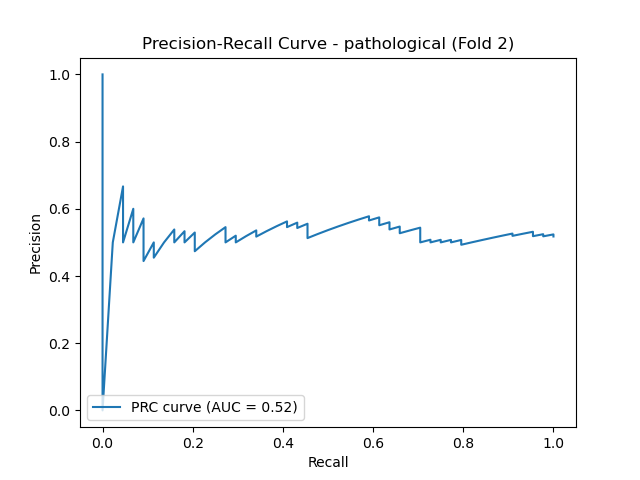 Precision-Recall Curve - pathological (Fold 2)
1.0
0.8
0.6
0.4
0.2
0.0
Precision
PRC curve (AUC = 0.52)
0.0 0.2 0.4 0.6 0.8 1.0
Recall